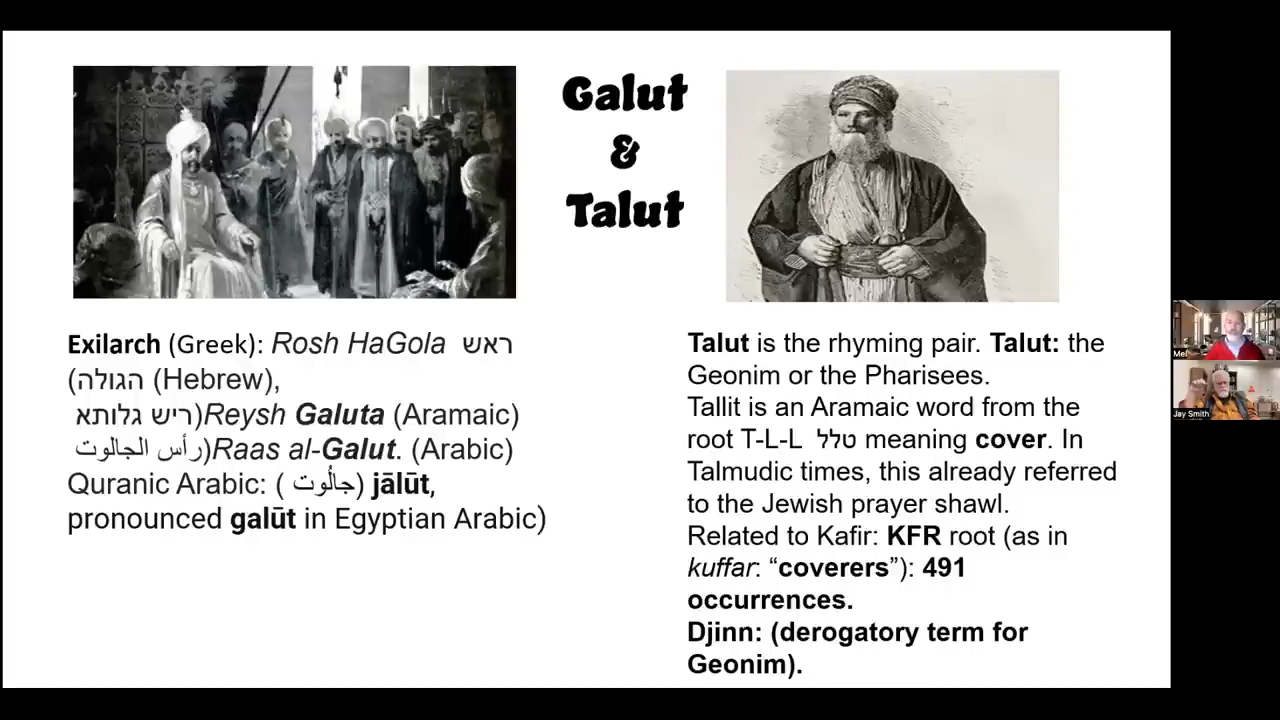 Galut
&
Talut
Exilarch (Greek): Rosh HaGola ראש
(הגולה (Hebrew),
ריש גלותא)Reysh Galuta (Aramaic)
رأس الجالوت)Raas al-Galut. (Arabic)
Quranic Arabic: ( جالُوت) jālūt,
pronounced galūt in Egyptian Arabic)
Talut is the rhyming pair. Talut: the
Geonim or the Pharisees.
Tallit is an Aramaic word from the
root T-L-L טלל meaning cover. In
Talmudic times, this already referred
to the Jewish prayer shawl.
Related to Kafir: KFR root (as in
kuffar: “coverers”): 491
occurrences.
Djinn: (derogatory term for
Geonim).
Mel
Jay Smith